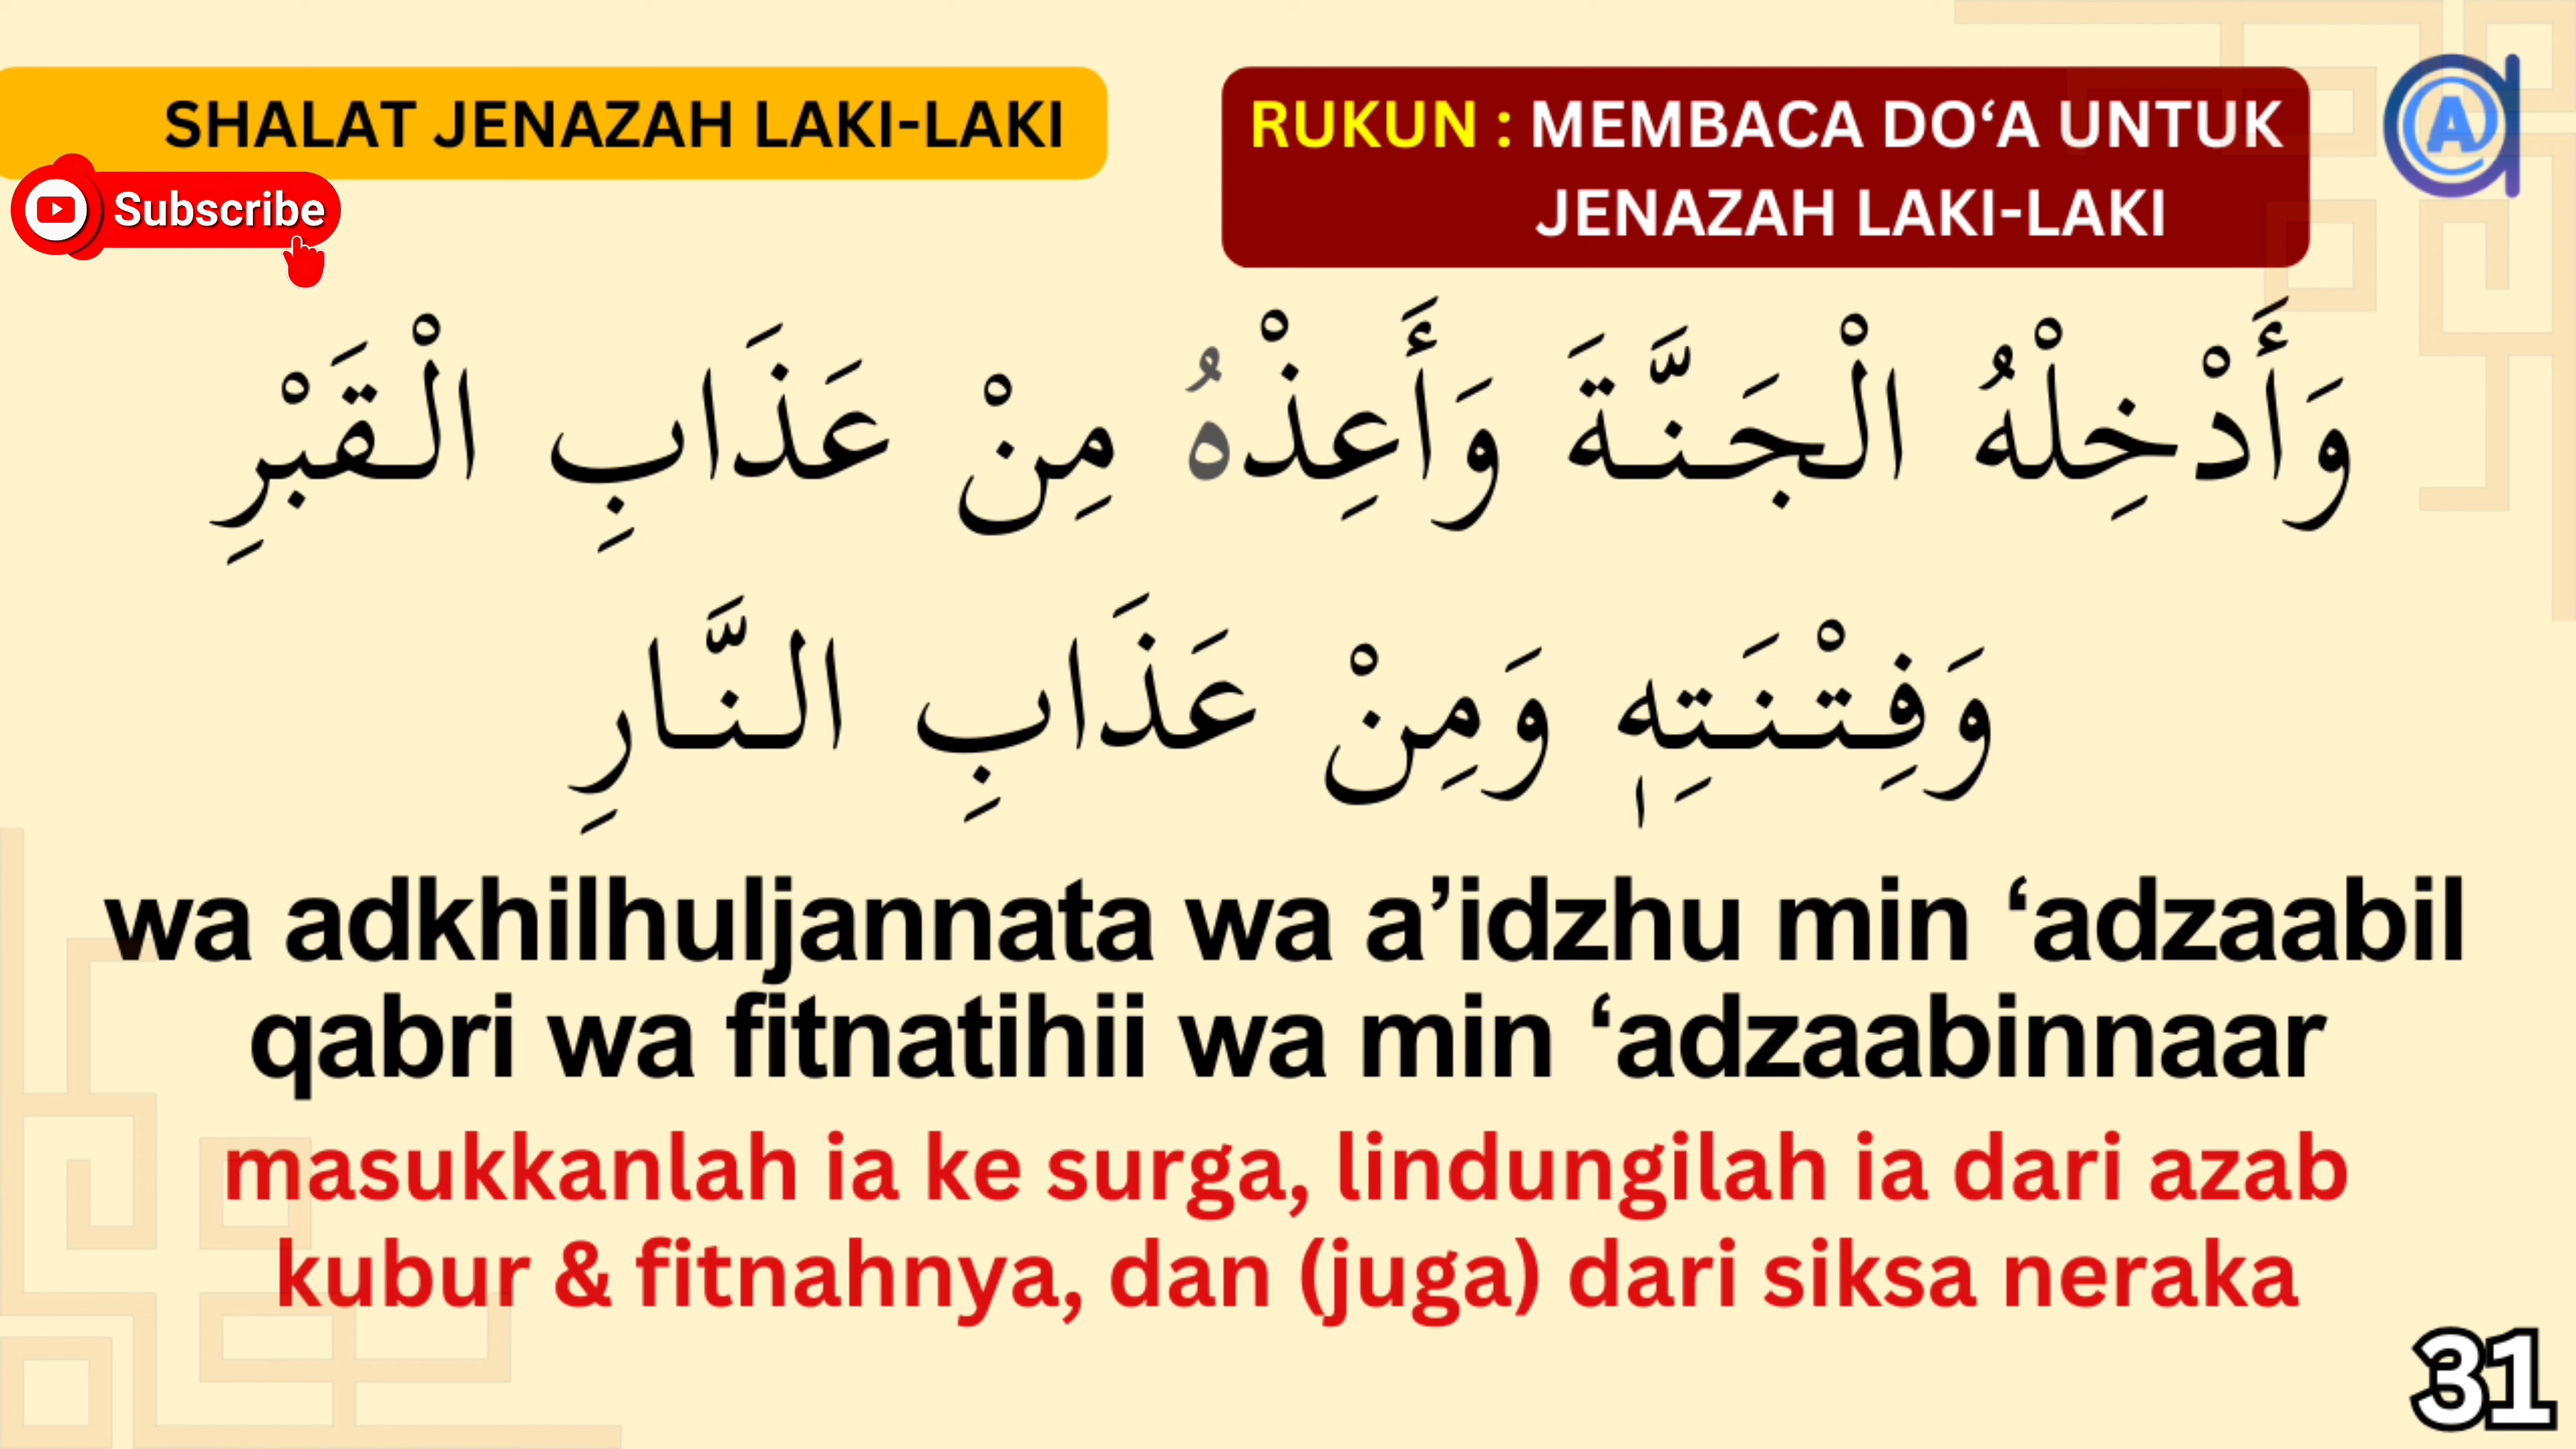 SHALAT JENAZAH LAKI-LAKI
Subscribe
RUKUN : MEMBACA DO‘A UNTUK
JENAZAH LAKI-LAKI
A
وَأَدْخِلْهُ الْجَنَّةَ وَأَعِذْهُ مِنْ عَذَابِ الْقَبْرِ
وَفِتْنَتِهٖ وَمِنْ عَذَابِ النَّارِ
wa adkhilhuljannata wa a’idzhu min ‘adzaabil
qabri wa fitnatihii wa min ‘adzaabinnaar
masukkanlah ia ke surga, lindungilah ia dari azab
kubur & fitnahnya, dan (juga) dari siksa neraka
31